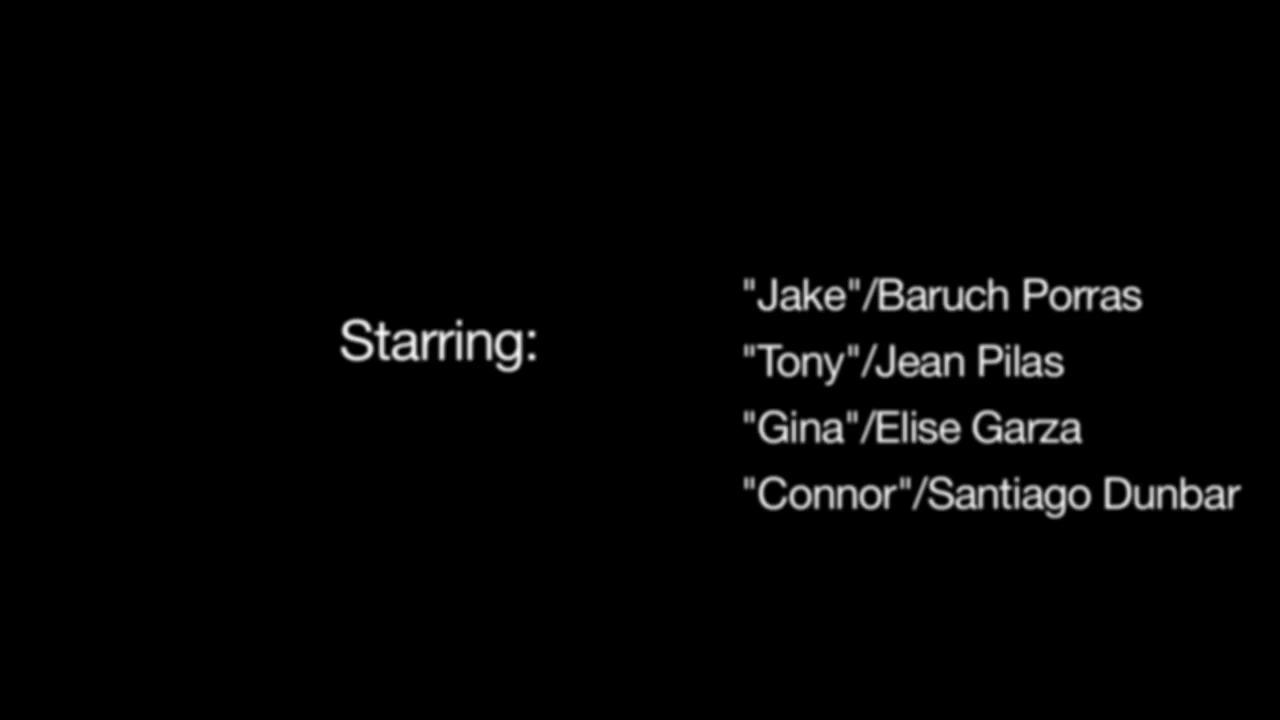 Starring:
"Jake"/Baruch Porras
"Tony"/Jean Pilas
"Gina"/Elise Garza
"Connor"/Santiago Dunbar